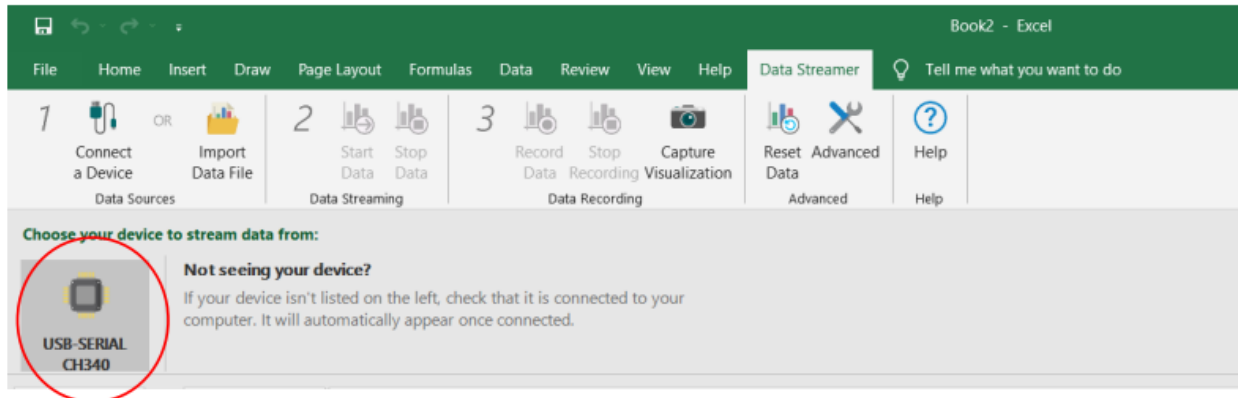 Book2 - Excel
File Home Insert Draw Page Layout Formulas Data Review View Help Data Streamer Tell me what you want to do
1 OR 2 3
Connect Import Start Stop Record Stop Capture Reset Advanced Help
a Device Data File Data Data Data Recording Visualization Data
Data Sources Data Streaming Data Recording Advanced Help
Choose your device to stream data from:
Not seeing your device?
If your device isn't listed on the left, check that it is connected to your
computer. It will automatically appear once connected.
USB-SERIAL
CH340